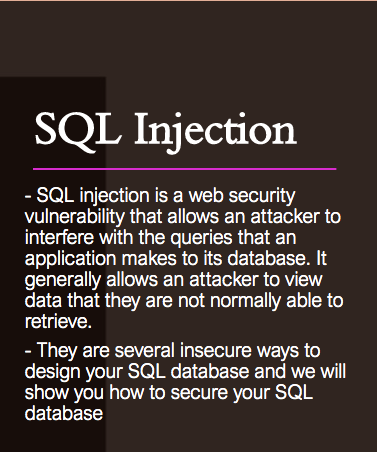 SQL Injection
- SQL injection is a web security
vulnerability that allows an attacker to
interfere with the queries that an
application makes to its database. It
generally allows an attacker to view
data that they are not normally able to
retrieve.
- They are several insecure ways to
design your SQL database and we will
show you how to secure your SQL
database